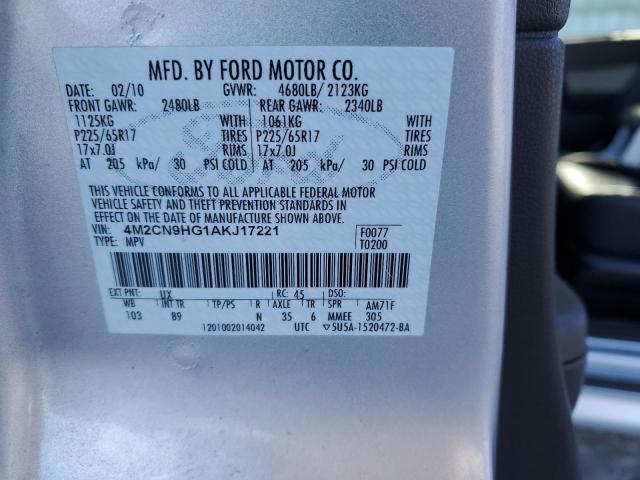 MFD. BY FORD MOTOR CO.
DATE: 02/10 GVWR: 4680LB/ 2123KG
FRONT GAWR: 2480LB REAR GAWR: 2340LB
1125KG WITH 1061KG WITH
P225/65R17 TIRES P225/65R17 TIRES
17x7.0J RIMS 17x7.0J RIMS
AT 205 kPa/ 30 PSI COLD AT 205 kPa/ 30 PSI COLD
THIS VEHICLE CONFORMS TO ALL APPLICABLE FEDERAL MOTOR
VEHICLE SAFETY AND THEFT PREVENTION STANDARDS IN
EFFECT ON THE DATE OF MANUFACTURE SHOWN ABOVE.
VIN: 4M2CN9HG1AKJ17221 F0077
TYPE: MPV T0200
EXT PNT: UX RC: 45
WB INT TR TP/PS R AXLE TR SPR AM71F
103 89 N 35 6 MMEE 305
1201002014042 UTC ▽5U5A-1520472-BA